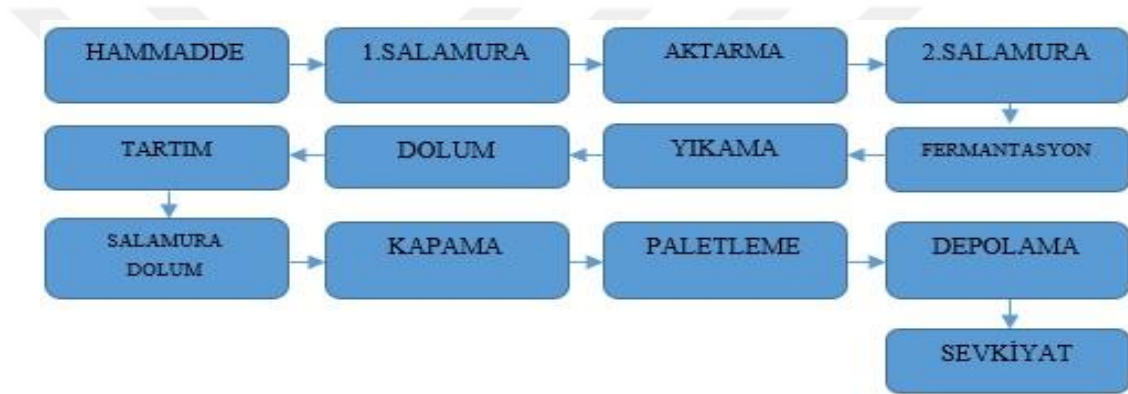 HAMMADDE
1.SALAMURA
AKTARMA
2.SALAMURA
FERMANTASYON
YIKAMA
DOLUM
TARTIM
SALAMURA
DOLUM
KAPAMA
PALETLEME
DEPOLAMA
SEVKİYAT